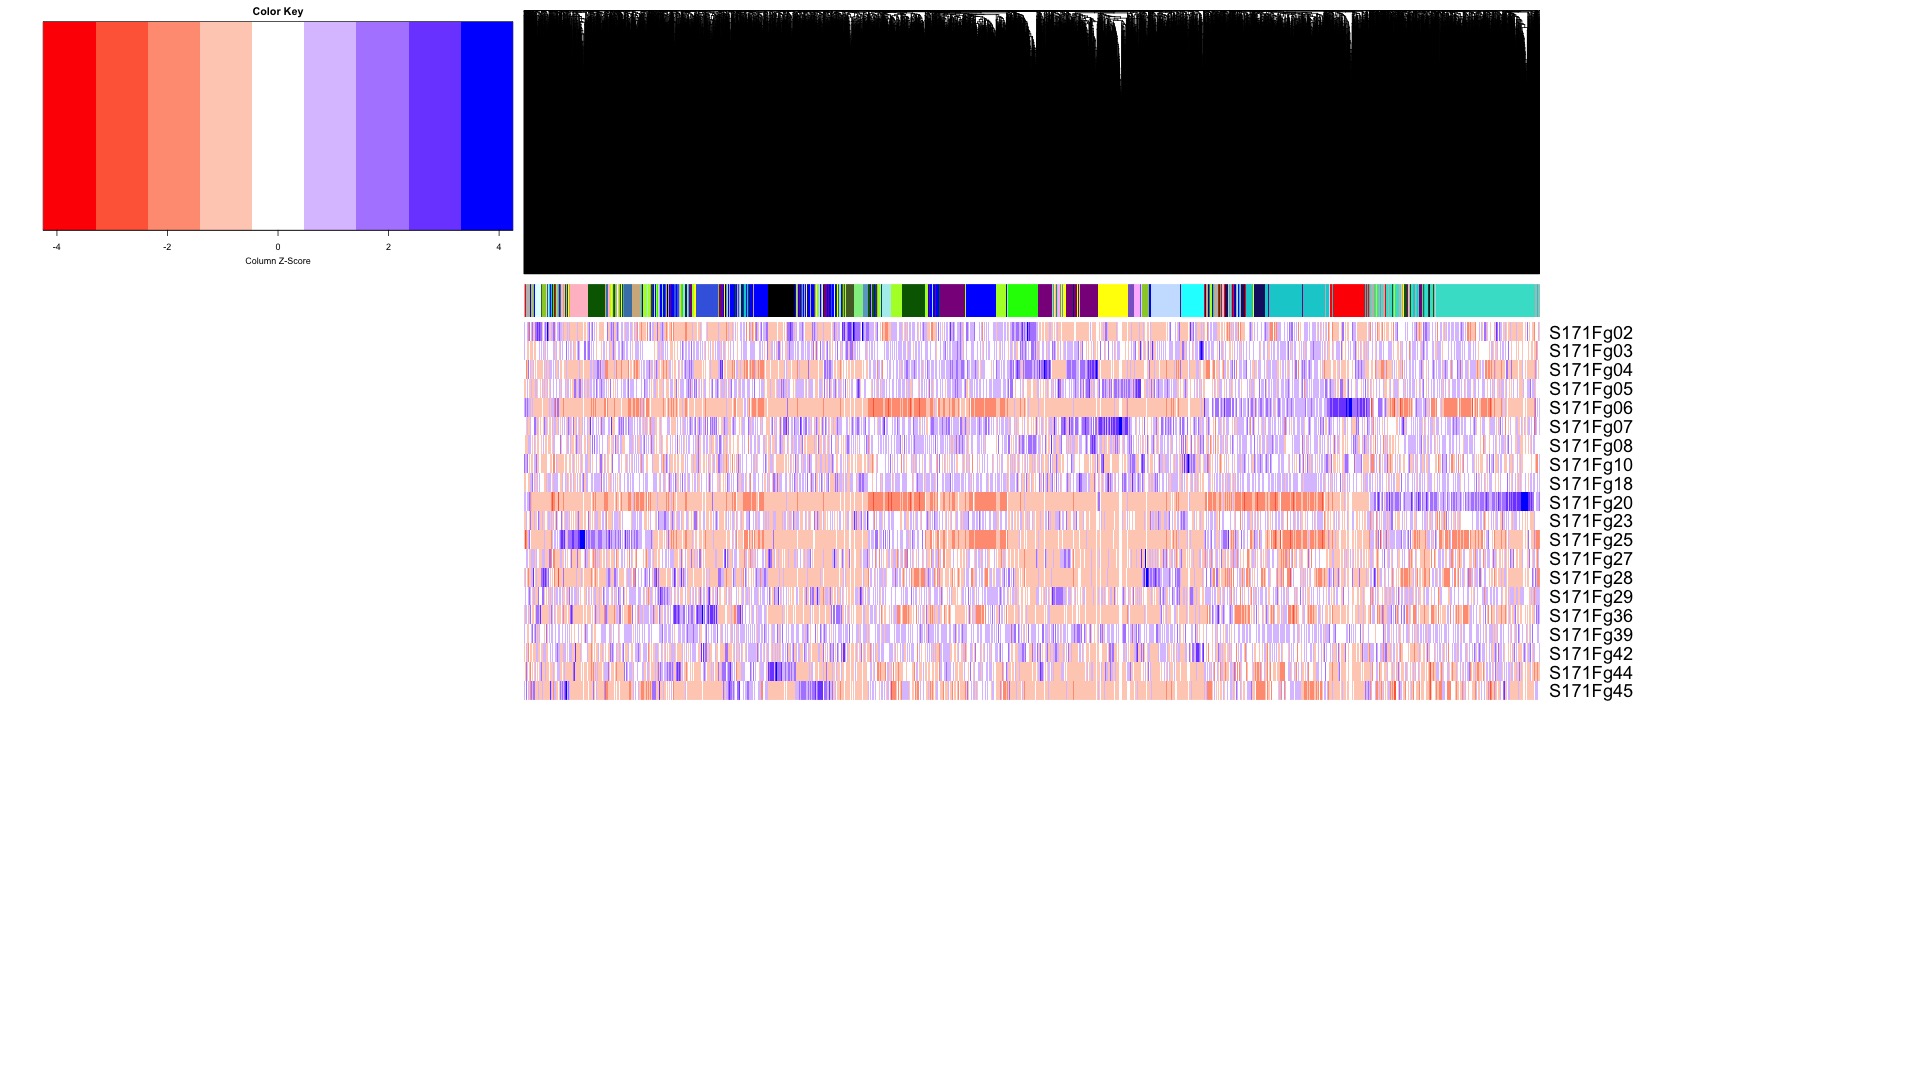 Color Key
-4 -2 0 2 4
Column Z-Score
S171Fg02
S171Fg03
S171Fg04
S171Fg05
S171Fg06
S171Fg07
S171Fg08
S171Fg10
S171Fg18
S171Fg20
S171Fg23
S171Fg25
S171Fg27
S171Fg28
S171Fg29
S171Fg36
S171Fg39
S171Fg42
S171Fg44
S171Fg45